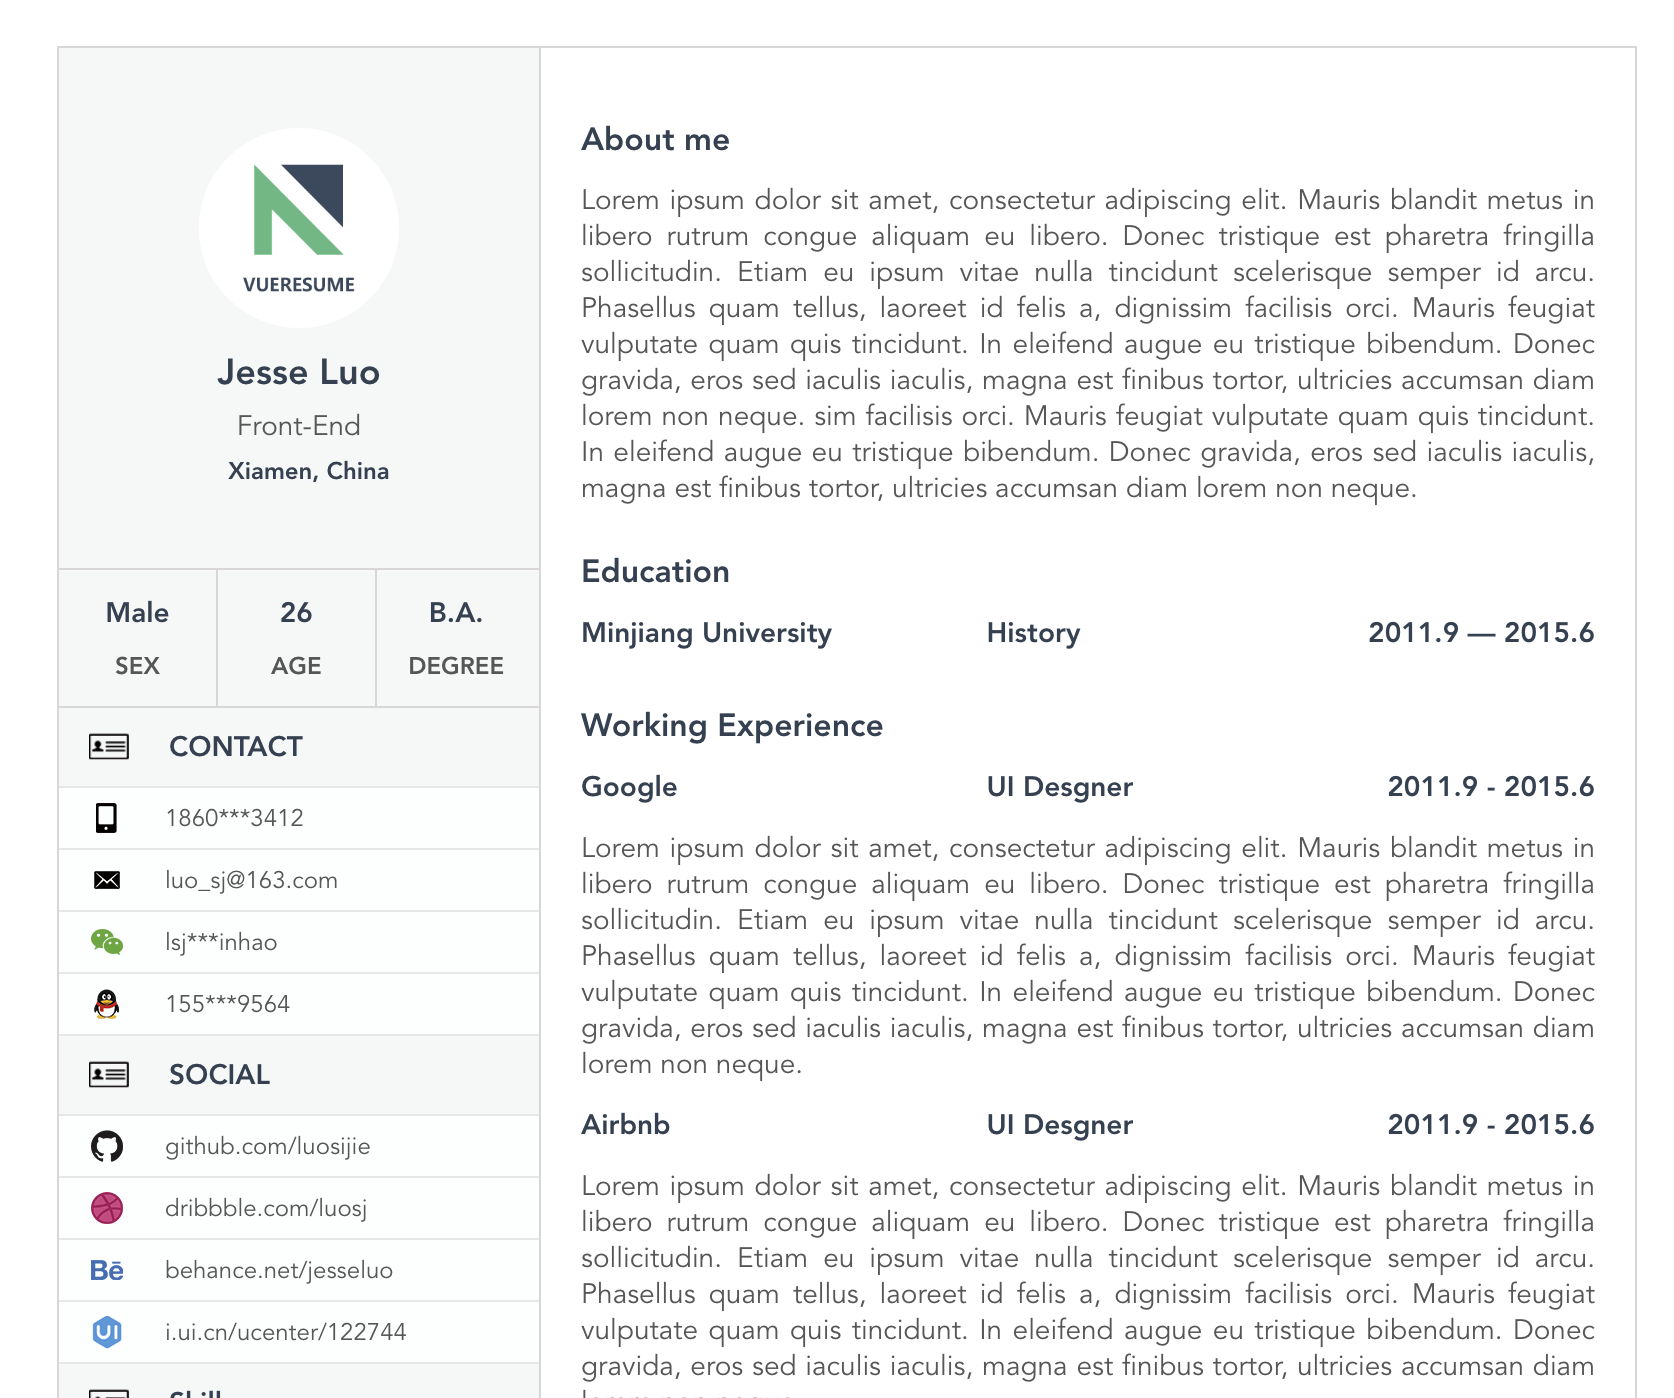 VUERESUME
Jesse Luo
Front-End
Xiamen, China
Male
SEX
26
AGE
B.A.
DEGREE
CONTACT
1860***3412
luo_sj@163.com
lsj***inhao
155***9564
SOCIAL
github.com/luosijie
dribbble.com/luosj
Bē behance.net/jesseluo
UI i.ui.cn/ucenter/122744
About me
Lorem ipsum dolor sit amet, consectetur adipiscing elit. Mauris blandit metus in
libero rutrum congue aliquam eu libero. Donec tristique est pharetra fringilla
sollicitudin. Etiam eu ipsum vitae nulla tincidunt scelerisque semper id arcu.
Phasellus quam tellus, laoreet id felis a, dignissim facilisis orci. Mauris feugiat
vulputate quam quis tincidunt. In eleifend augue eu tristique bibendum. Donec
gravida, eros sed iaculis iaculis, magna est finibus tortor, ultricies accumsan diam
lorem non neque. sim facilisis orci. Mauris feugiat vulputate quam quis tincidunt.
In eleifend augue eu tristique bibendum. Donec gravida, eros sed iaculis iaculis,
magna est finibus tortor, ultricies accumsan diam lorem non neque.
Education
Minjiang University History 2011.9 — 2015.6
Working Experience
Google UI Desgner 2011.9 - 2015.6
Lorem ipsum dolor sit amet, consectetur adipiscing elit. Mauris blandit metus in
libero rutrum congue aliquam eu libero. Donec tristique est pharetra fringilla
sollicitudin. Etiam eu ipsum vitae nulla tincidunt scelerisque semper id arcu.
Phasellus quam tellus, laoreet id felis a, dignissim facilisis orci. Mauris feugiat
vulputate quam quis tincidunt. In eleifend augue eu tristique bibendum. Donec
gravida, eros sed iaculis iaculis, magna est finibus tortor, ultricies accumsan diam
lorem non neque.
Airbnb UI Desgner 2011.9 - 2015.6
Lorem ipsum dolor sit amet, consectetur adipiscing elit. Mauris blandit metus in
libero rutrum congue aliquam eu libero. Donec tristique est pharetra fringilla
sollicitudin. Etiam eu ipsum vitae nulla tincidunt scelerisque semper id arcu.
Phasellus quam tellus, laoreet id felis a, dignissim facilisis orci. Mauris feugiat
vulputate quam quis tincidunt. In eleifend augue eu tristique bibendum. Donec
gravida, eros sed iaculis iaculis, magna est finibus tortor, ultricies accumsan diam